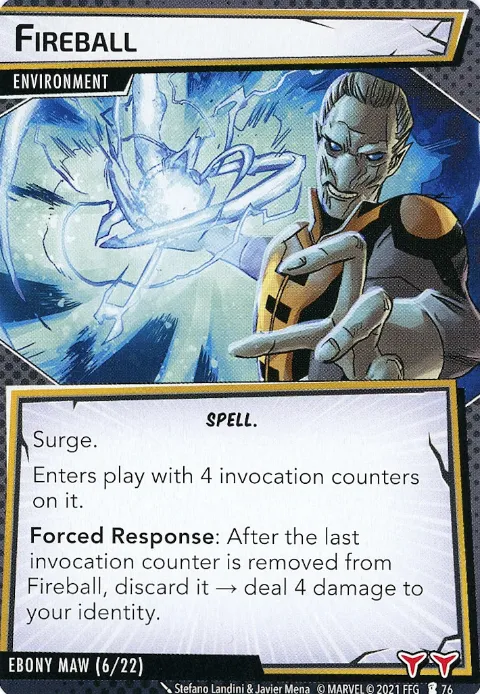 FIREBALL
ENVIRONMENT
SPELL.
Surge.
Enters play with 4 invocation counters
on it.
Forced Response: After the last
invocation counter is removed from
Fireball, discard it → deal 4 damage to
your identity.
EBONY MAW (6/22)
Stefano Landini & Javier Mena © MARVEL © 2021 FFG 76